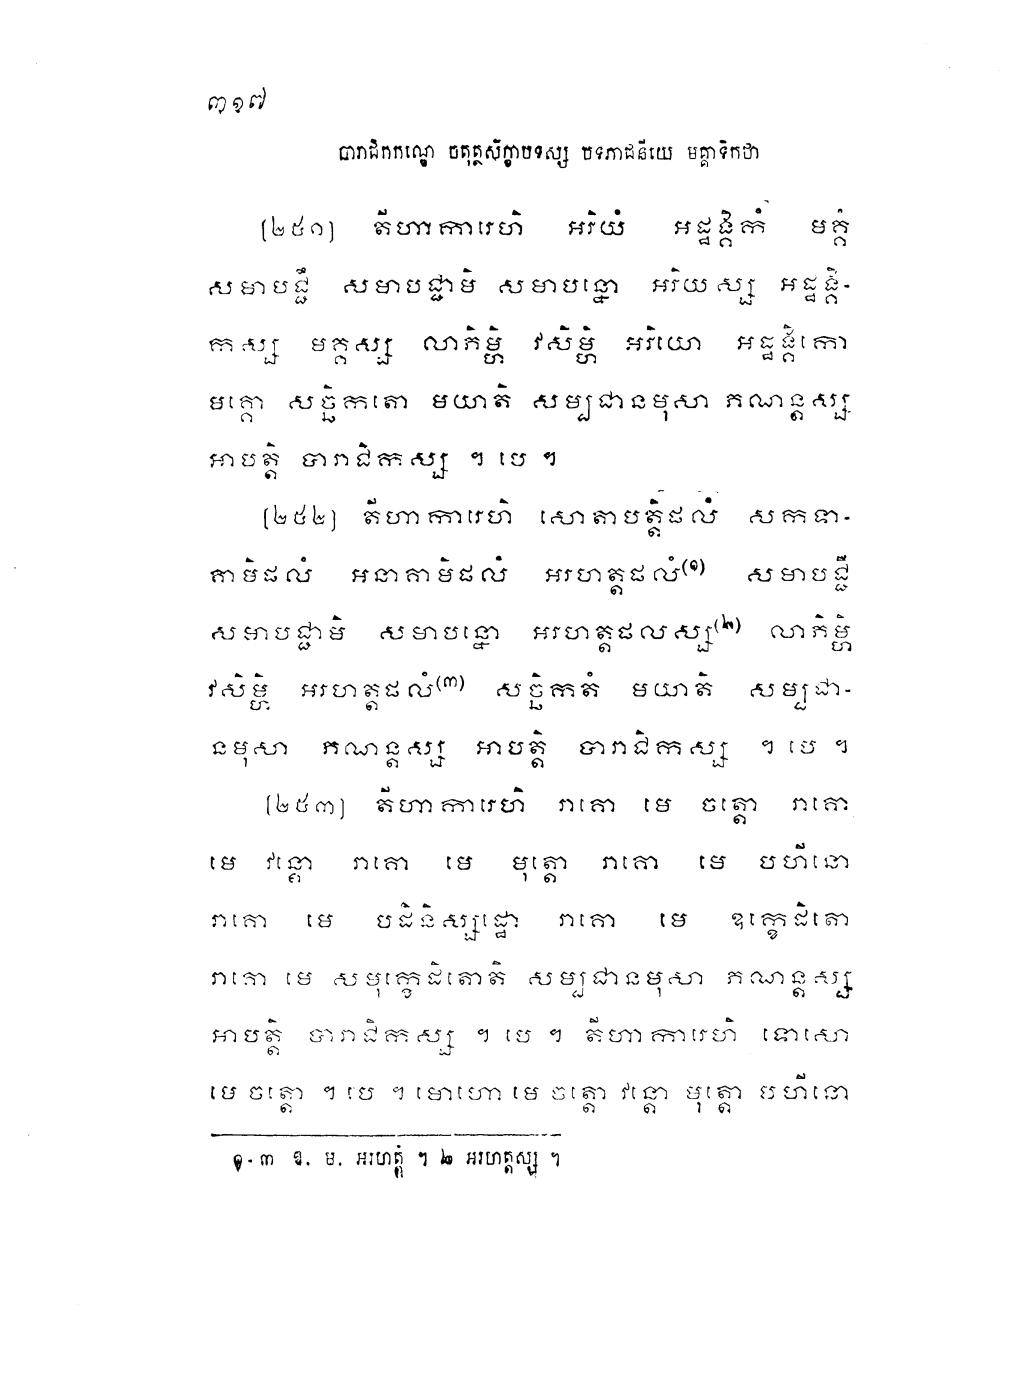 ៣១៧
បារាជិកកណ្ឌេ ចតុត្ថសិក្ខាបទស្ស បទភាជនីយេ មគ្គាទិកថា
[២៥១] តីហាការេហិ អរិយំ អដ្ឋង្គិកំ មគ្គំ
សមាបជ្ជឹ សមាបជ្ជាមិ សមាបន្នោ អរិយស្ស អដ្ឋង្គិ-
កស្ស មគ្គស្ស លាភិម្ហិ វសិម្ហិ អរិយោ អដ្ឋង្គិកោ
មគ្គោ សច្ឆិកតោ មយាតិ សម្បជានមុសា ភណន្តស្ស
អាបត្តិ បារាជិកស្ស ។ បេ ។
[២៥២] តីហាការេហិ សោតាបត្តិផលំ សកទា-
គាមិផលំ អនាគាមិផលំ អរហត្តផលំ(១) សមាបជ្ជឹ
សមាបជ្ជាមិ សមាបន្នោ អរហត្តផលស្ស(២) លាភិម្ហិ
វសិម្ហិ អរហត្តផលំ(៣) សច្ឆិកតំ មយាតិ សម្បជា-
នមុសា ភណន្តស្ស អាបត្តិ បារាជិកស្ស ។ បេ ។
[២៥៣] តីហាការេហិ រាគោ មេ ចត្តោ រាគោ
មេ វន្តោ រាគោ មេ មុត្តោ រាគោ មេ បហីនោ
រាគោ មេ បដិនិស្សដ្ឋោ រាគោ មេ ឧក្ខេដិតោ
រាគោ មេ សមុក្ខេដិតោតិ សម្បជានមុសា ភណន្តស្ស
អាបត្តិ បារាជិកស្ស ។ បេ ។ តីហាការេហិ ទោសោ
មេ ចត្តោ ។ បេ ។ មោហោ មេ ចត្តោ វន្តោ មុត្តោ បហីនោ
១-៣ ឱ. ម. អរហត្តំ ។ ២ អរហត្តស្ស ។